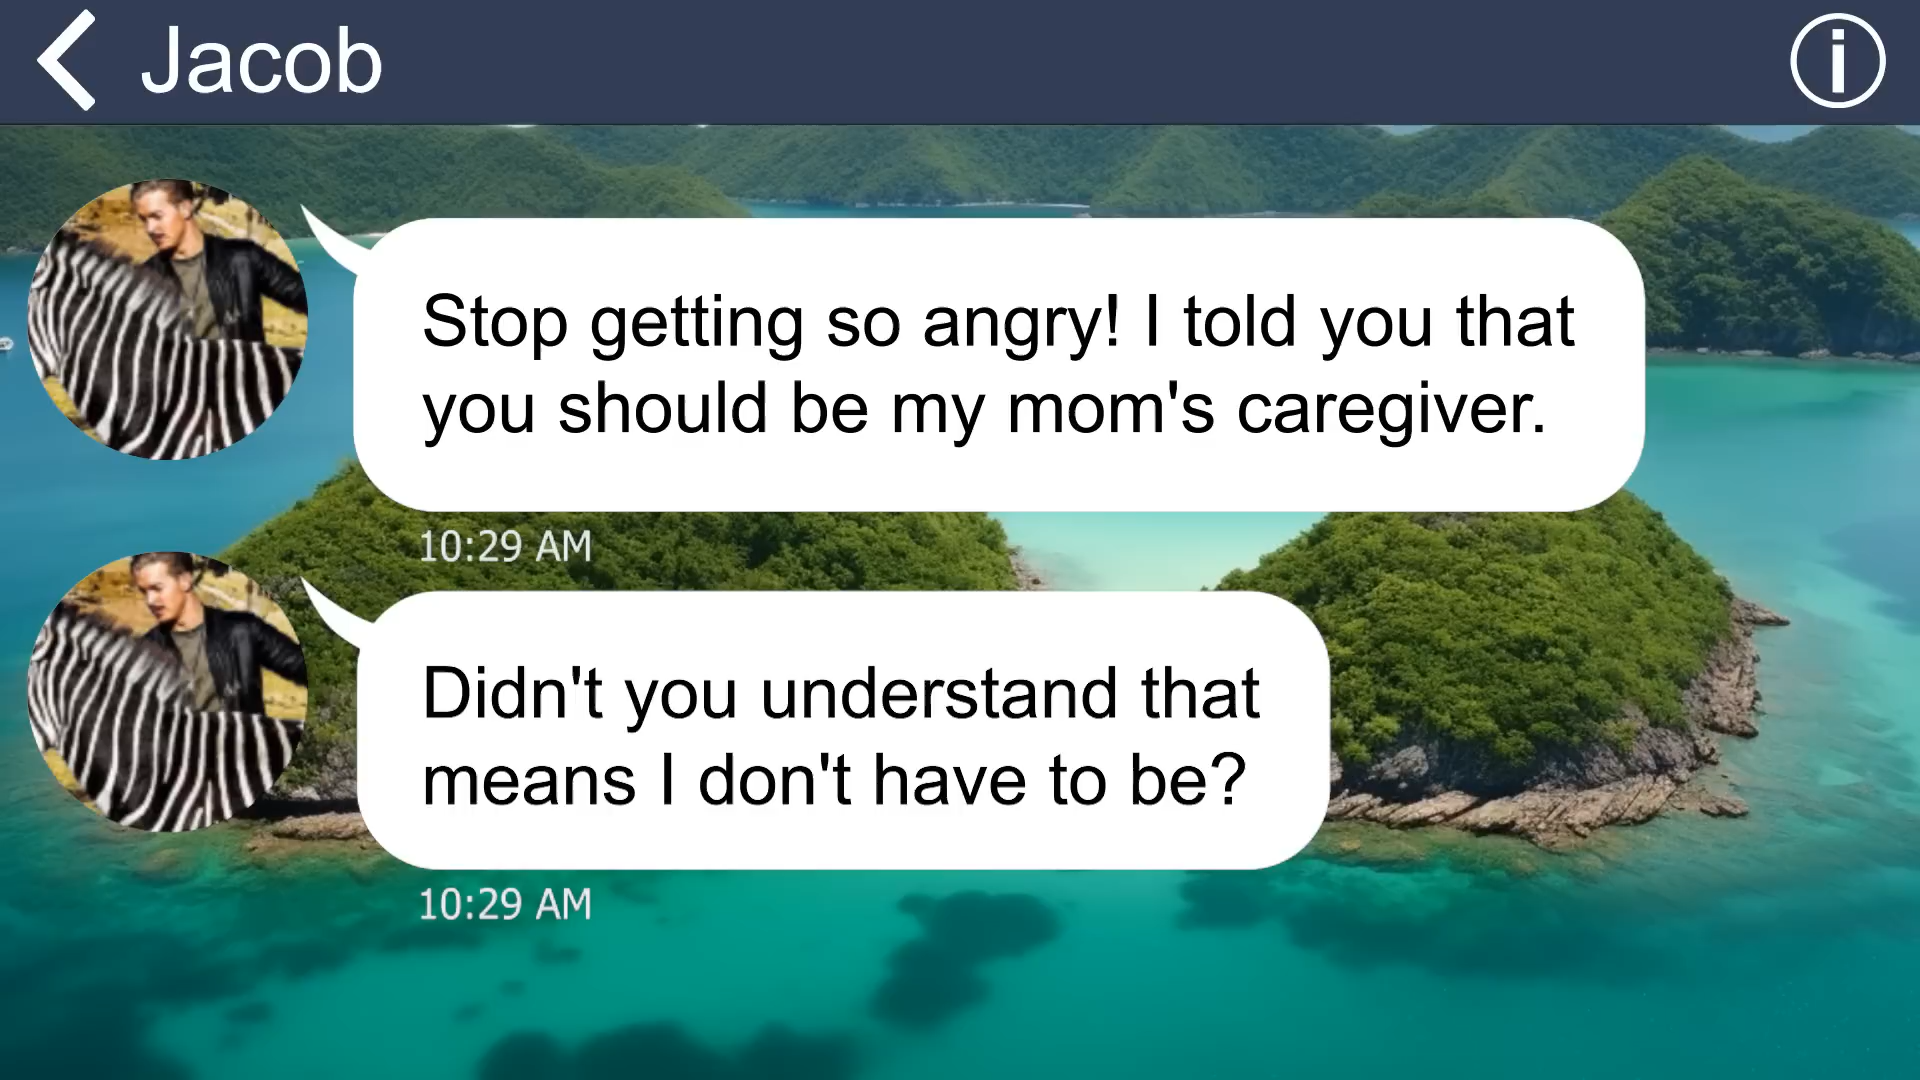 Jacob
Stop getting so angry! I told you that
you should be my mom's caregiver.
10:29 AM
Didn't you understand that
means I don't have to be?
10:29 AM